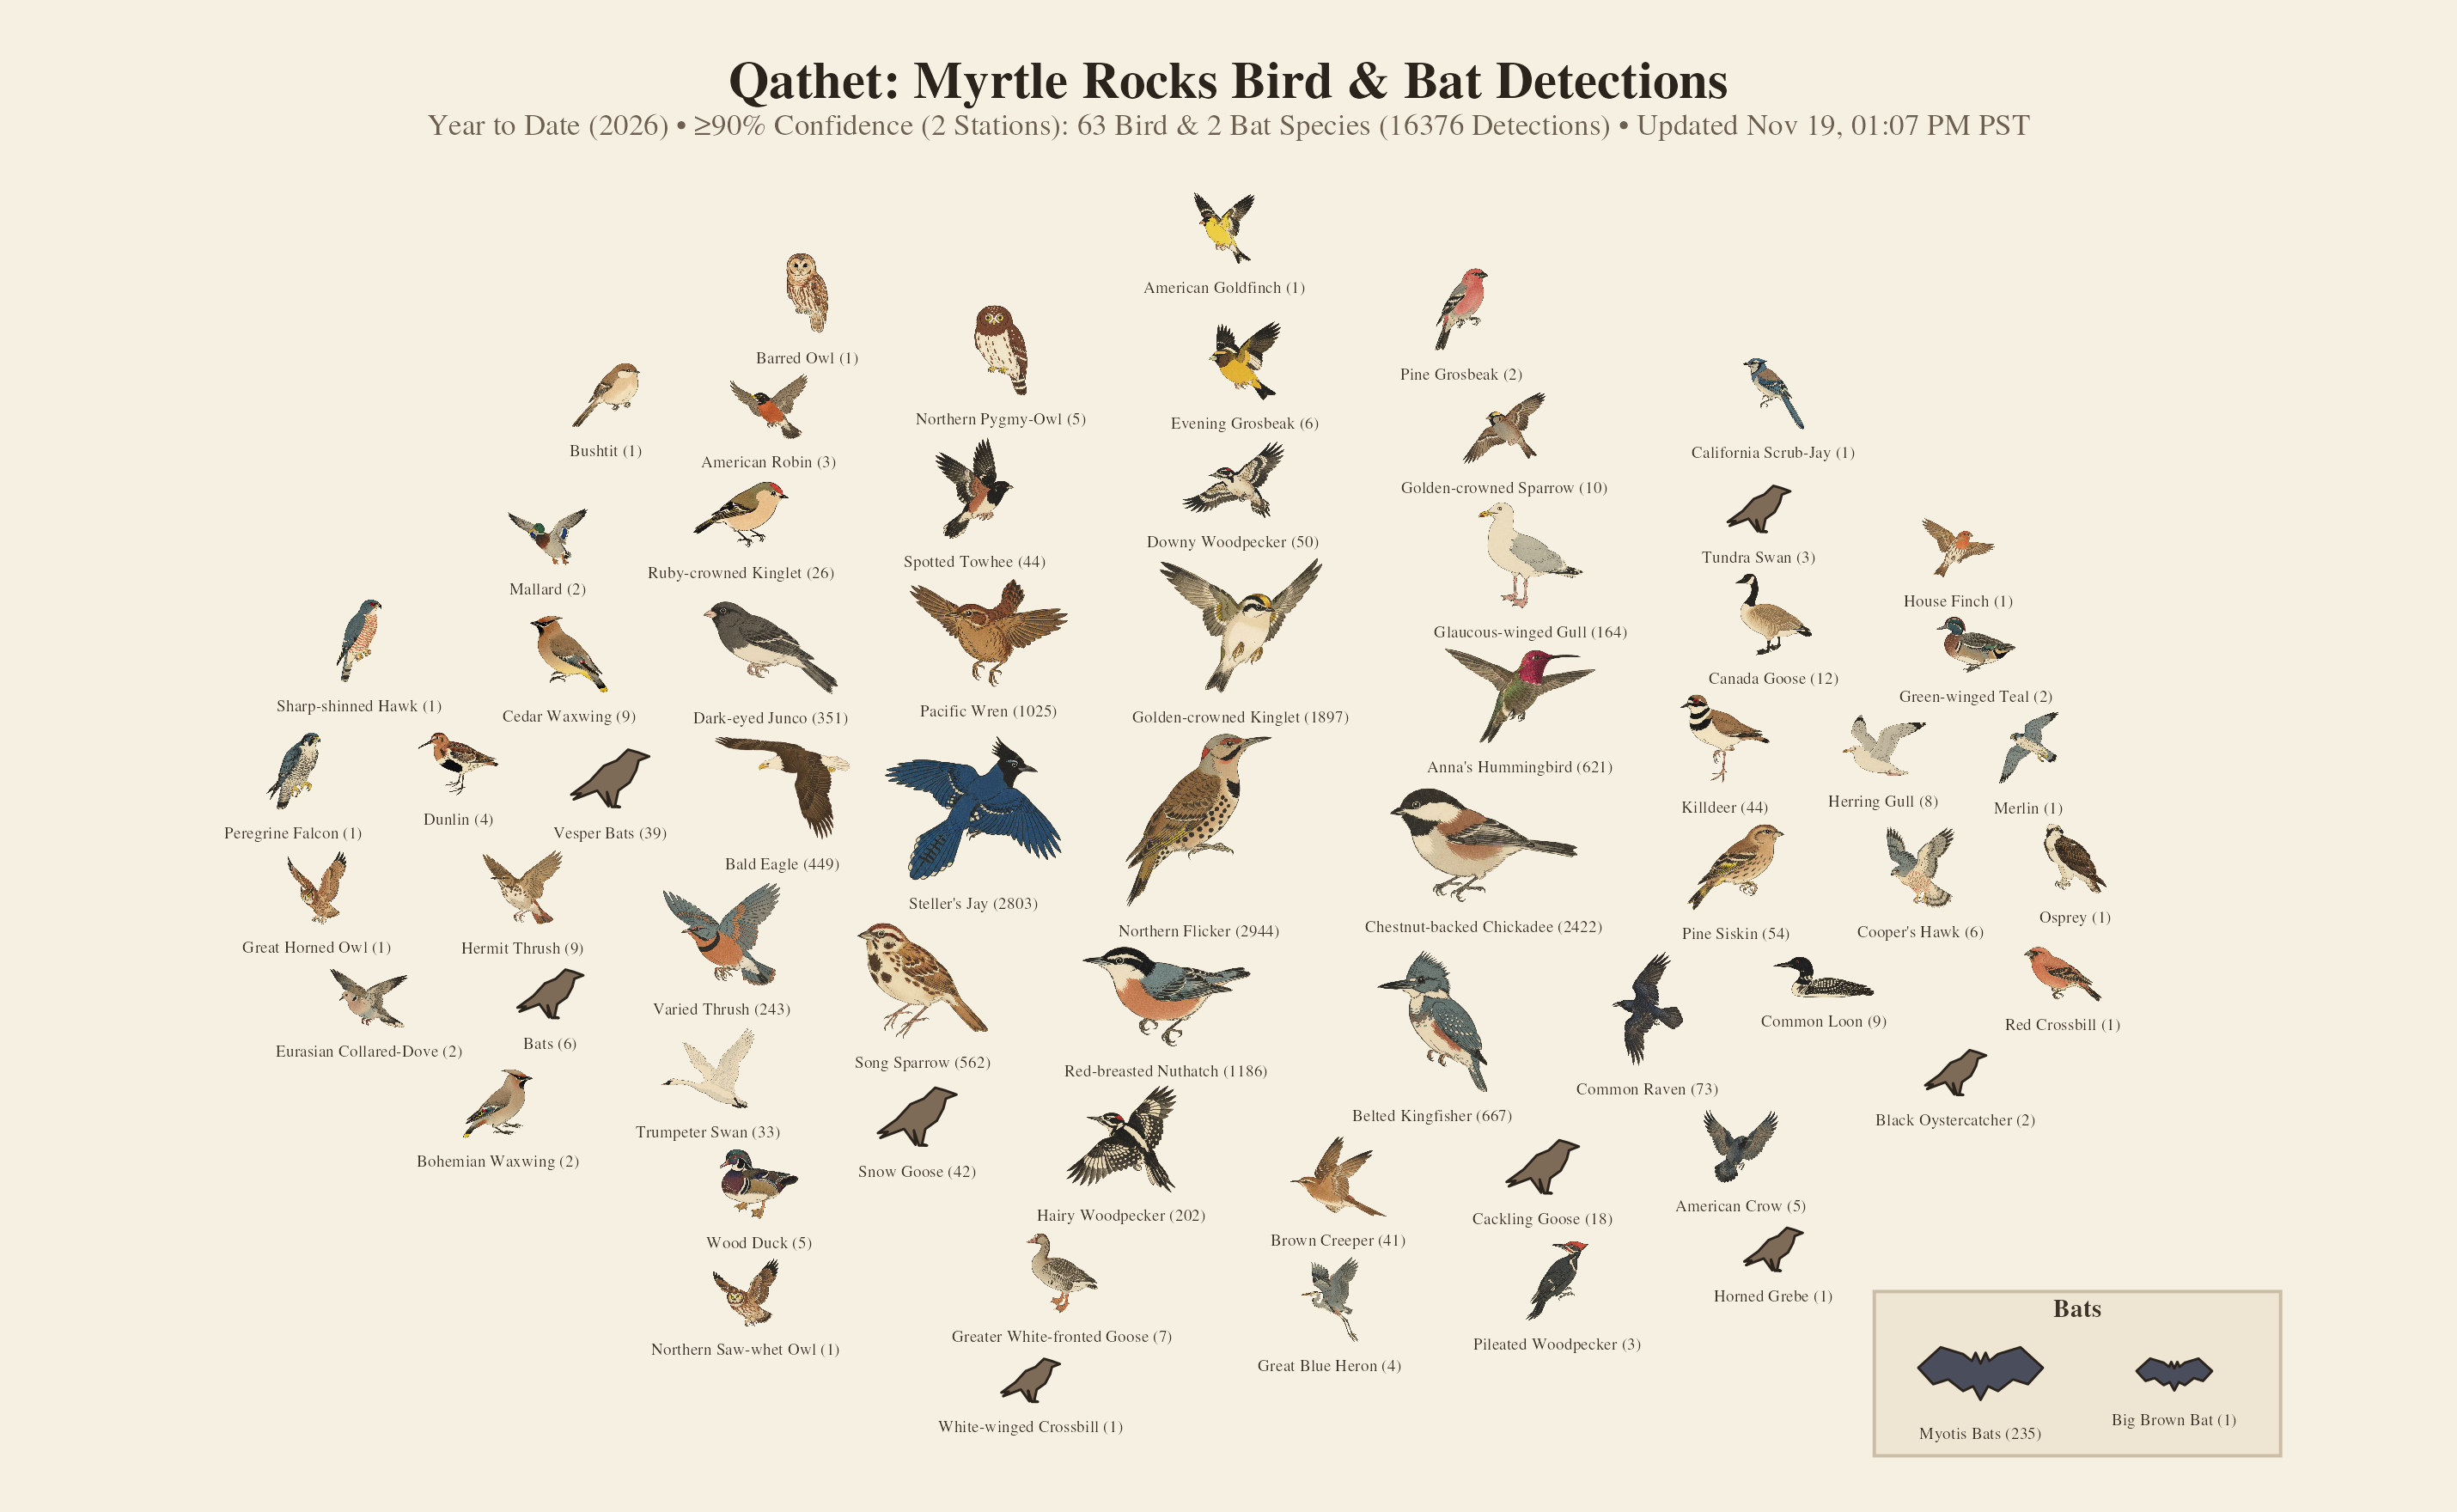 Qathet: Myrtle Rocks Bird & Bat Detections
Year to Date (2026) • ≥90% Confidence (2 Stations): 63 Bird & 2 Bat Species (16376 Detections) • Updated Nov 19, 01:07 PM PST
American Goldfinch (1)
Barred Owl (1)
Pine Grosbeak (2)
Northern Pygmy-Owl (5)
Evening Grosbeak (6)
Bushtit (1)
American Robin (3)
California Scrub-Jay (1)
Golden-crowned Sparrow (10)
Downy Woodpecker (50)
Tundra Swan (3)
Spotted Towhee (44)
Ruby-crowned Kinglet (26)
Mallard (2)
House Finch (1)
Glaucous-winged Gull (164)
Canada Goose (12)
Green-winged Teal (2)
Sharp-shinned Hawk (1)
Cedar Waxwing (9)
Dark-eyed Junco (351)
Pacific Wren (1025)
Golden-crowned Kinglet (1897)
Anna's Hummingbird (621)
Killdeer (44)
Herring Gull (8)
Merlin (1)
Peregrine Falcon (1)
Dunlin (4)
Vesper Bats (39)
Bald Eagle (449)
Steller's Jay (2803)
Northern Flicker (2944)
Chestnut-backed Chickadee (2422)
Pine Siskin (54)
Cooper's Hawk (6)
Osprey (1)
Great Horned Owl (1)
Hermit Thrush (9)
Varied Thrush (243)
Common Loon (9)
Red Crossbill (1)
Eurasian Collared-Dove (2)
Bats (6)
Song Sparrow (562)
Red-breasted Nuthatch (1186)
Common Raven (73)
Belted Kingfisher (667)
Black Oystercatcher (2)
Bohemian Waxwing (2)
Trumpeter Swan (33)
Snow Goose (42)
Hairy Woodpecker (202)
Cackling Goose (18)
American Crow (5)
Wood Duck (5)
Brown Creeper (41)
Horned Grebe (1)
Northern Saw-whet Owl (1)
Greater White-fronted Goose (7)
Great Blue Heron (4)
Pileated Woodpecker (3)
White-winged Crossbill (1)
Bats
Myotis Bats (235)
Big Brown Bat (1)